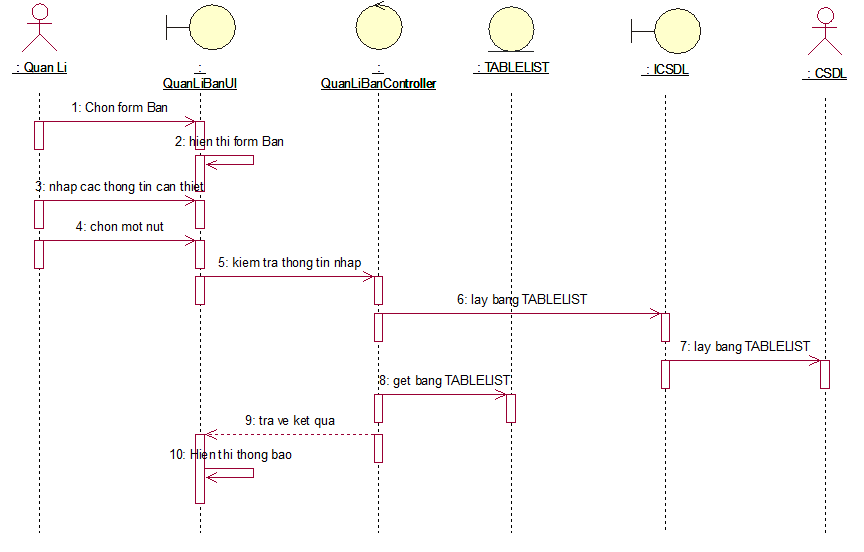 : Quan Li
:
QuanLiBanUI
:
QuanLiBanController
: TABLELIST
: ICSDL
: CSDL
1: Chon form Ban
2: hien thi form Ban
3: nhap cac thong tin can thiet
4: chon mot nut
5: kiem tra thong tin nhap
6: lay bang TABLELIST
7: lay bang TABLELIST
8: get bang TABLELIST
9: tra ve ket qua
10: Hien thi thong bao